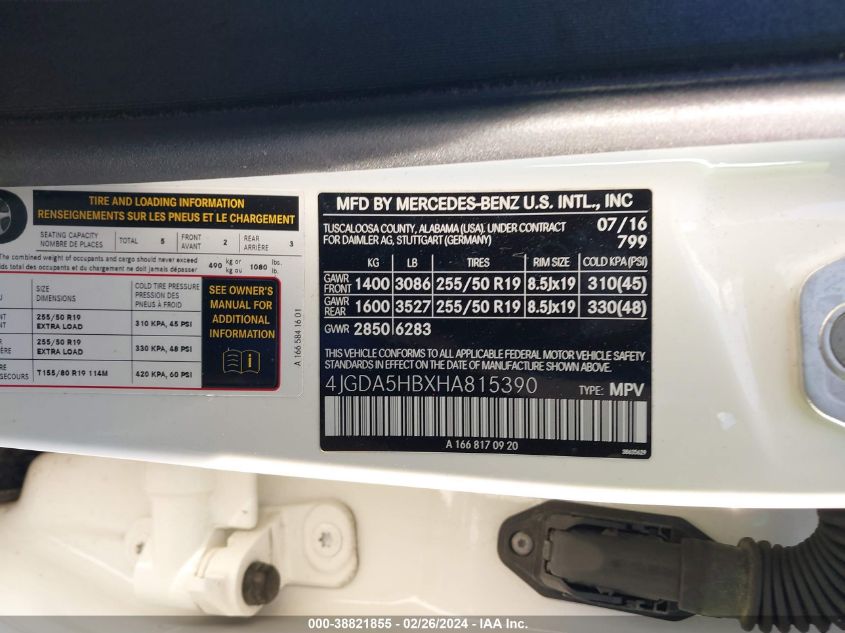 TIRE AND LOADING INFORMATION
RENSEIGNEMENTS SUR LES PNEUS ET LE CHARGEMENT
SEATING CAPACITY
NOMBRE DE PLACES
TOTAL 5
FRONT
AVANT
2
REAR
ARRIÈRE
3
The combined weight of occupants and cargo should never exceed
poids total des occupants et du chargement ne doit jamais dépasser
490 kg or
kg ou
1080 lbs.
lb.
SIZE
DIMENSIONS
COLD TIRE PRESSURE
PRESSION DES
PNEUS À FROID
255/50 R19
EXTRA LOAD
310 KPA, 45 PSI
255/50 R19
EXTRA LOAD
330 KPA, 48 PSI
SECOURS
T155/80 R19 114M
420 KPA, 60 PSI
SEE OWNER'S
MANUAL FOR
ADDITIONAL
INFORMATION
A 166 584 16 01
MFD BY MERCEDES-BENZ U.S. INTL., INC
TUSCALOOSA COUNTY, ALABAMA (USA). UNDER CONTRACT
FOR DAIMLER AG, STUTTGART (GERMANY)
07/16
799
KG LB TIRES RIM SIZE COLD KPA (PSI)
GAWR
FRONT
1400 3086 255/50 R19 8.5Jx19 310(45)
GAWR
REAR
1600 3527 255/50 R19 8.5Jx19 330(48)
GVWR 2850 6283
THIS VEHICLE CONFORMS TO ALL APPLICABLE FEDERAL MOTOR VEHICLE SAFETY
STANDARDS IN EFFECT ON THE DATE OF MANUFACTURE SHOWN ABOVE.
4JGDA5HBXHA815390 TYPE: MPV
A 166 817 09 20
38635629
000-38821855 - 02/26/2024 - IAA Inc.